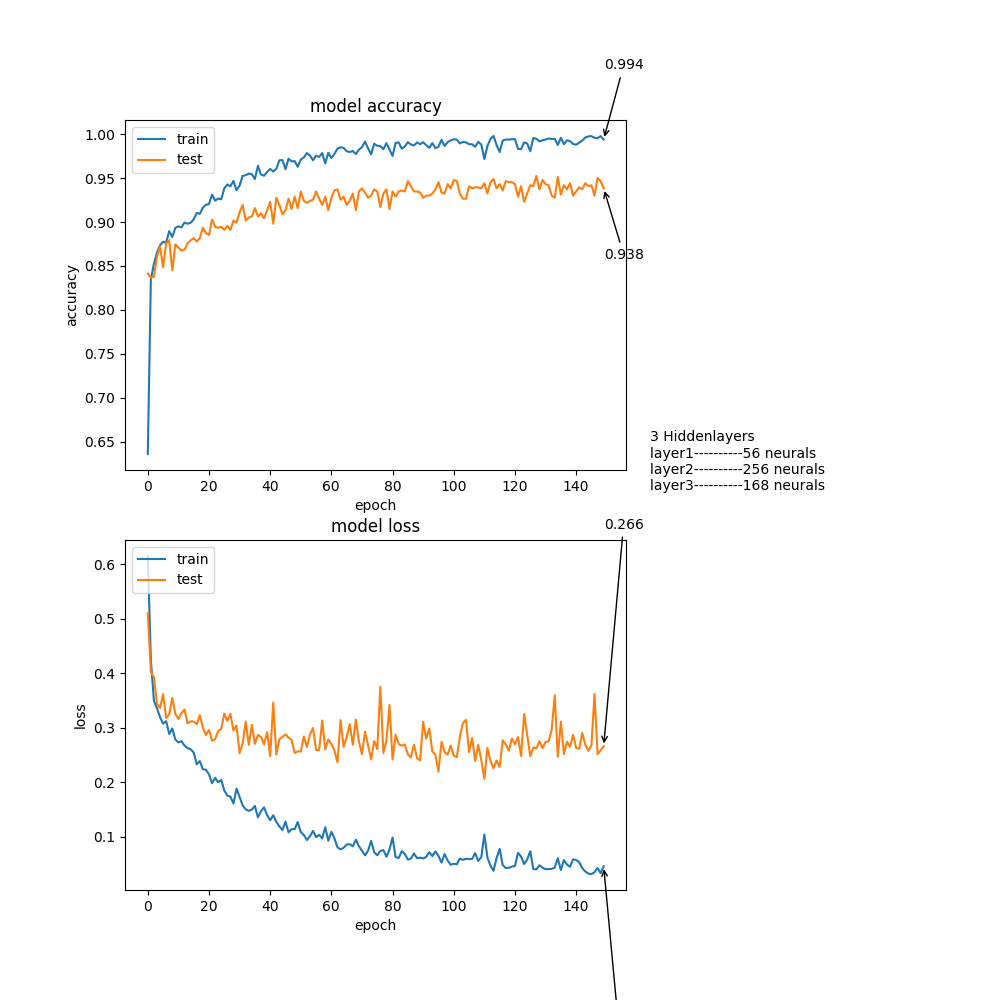 0.994
model accuracy
train
test
1.00
0.95
0.90
0.85
0.80
0.75
0.70
0.65
accuracy
0.938
0 20 40 60 80 100 120 140
epoch
3 Hiddenlayers
layer1----------56 neurals
layer2----------256 neurals
layer3----------168 neurals
model loss
0.266
train
test
0.6
0.5
0.4
0.3
0.2
0.1
loss
0 20 40 60 80 100 120 140
epoch